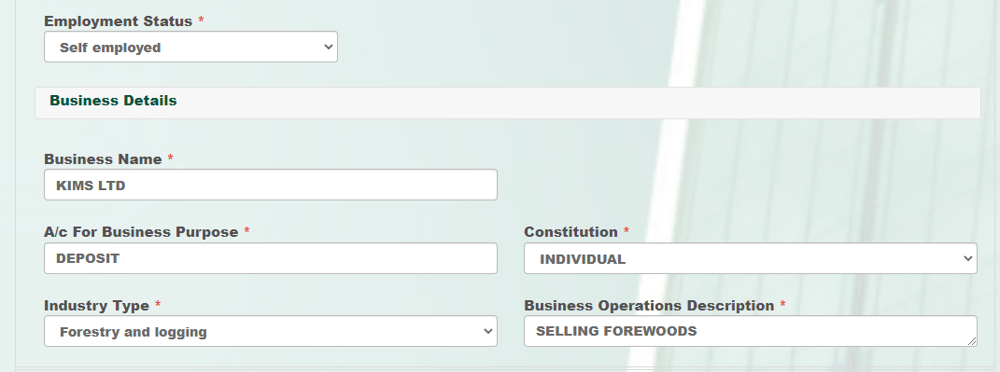 Employment Status *
Self employed
Business Details
Business Name *
KIMS LTD
A/c For Business Purpose *
DEPOSIT
Constitution *
INDIVIDUAL
Industry Type *
Forestry and logging
Business Operations Description *
SELLING FOREWOODS